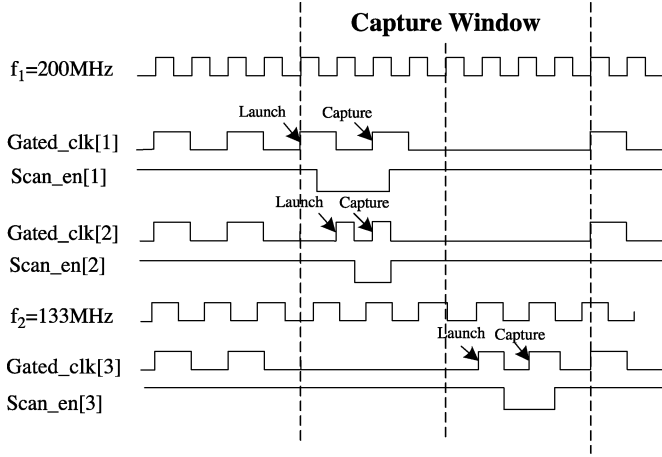 Capture Window
f1=200MHz
Launch Capture
Gated_clk[1]
Scan_en[1]
Launch Capture
Gated_clk[2]
Scan_en[2]
f2=133MHz
Launch Capture
Gated_clk[3]
Scan_en[3]